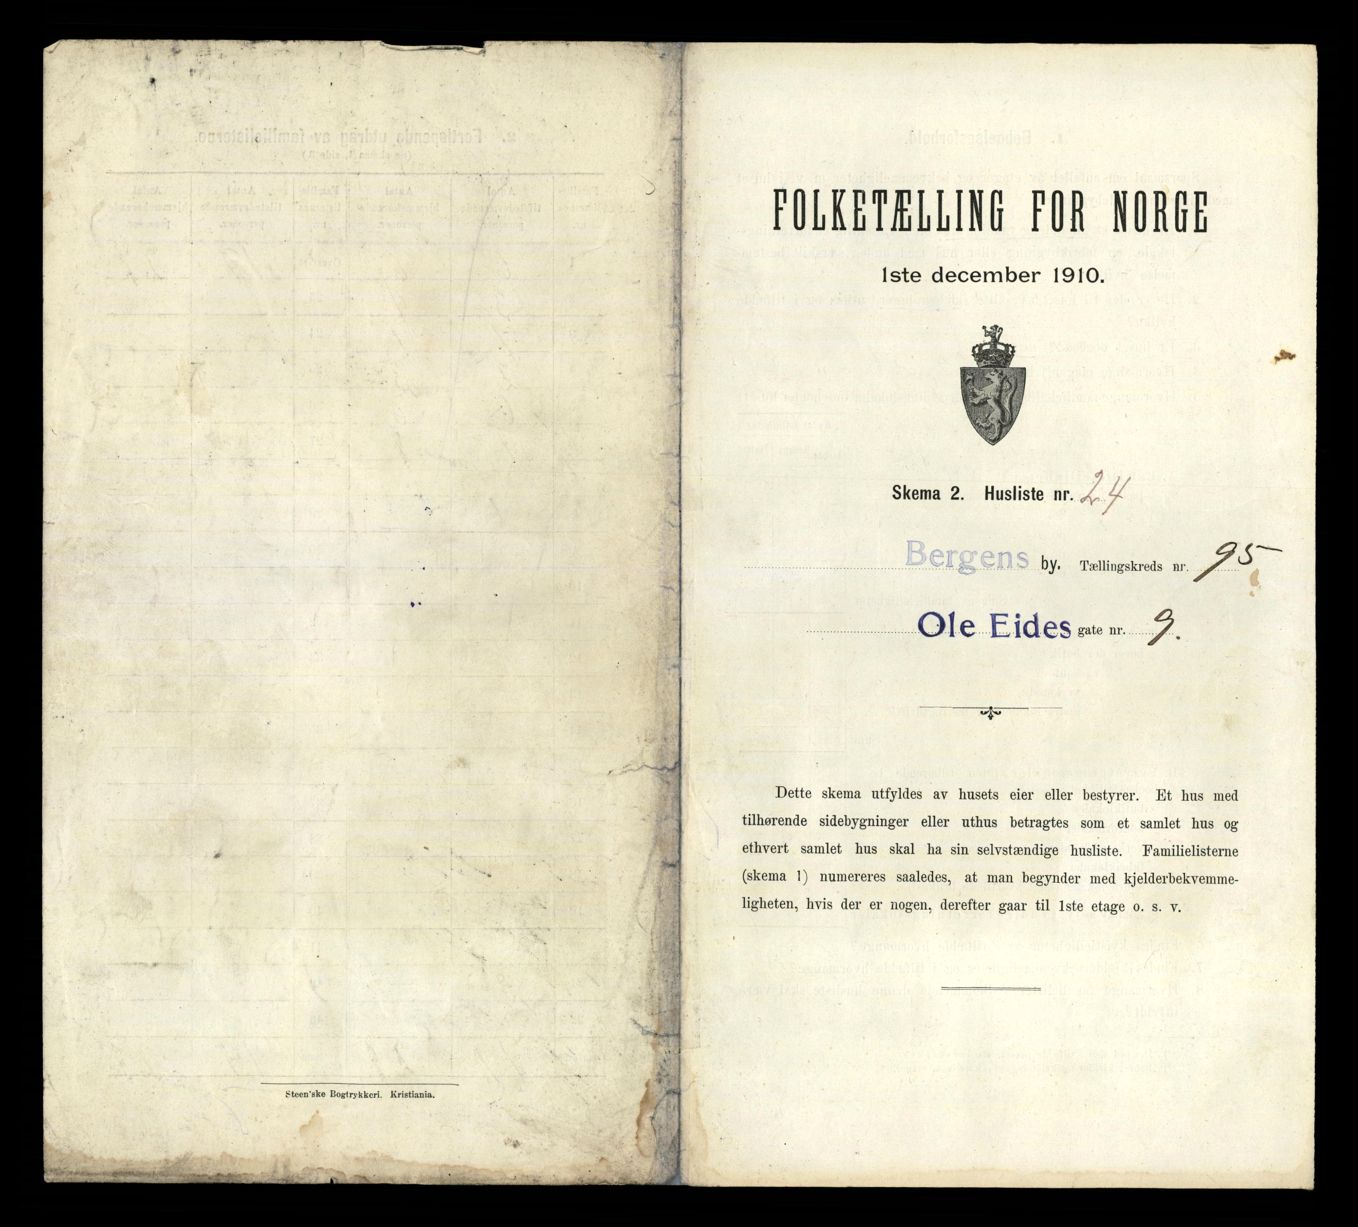 Steen'ske Bogtrykkeri. Kristiania.
FOLKETÆLLING FOR NORGE
1ste december 1910.
Skema 2. Husliste nr. 24
Bergens by. Tællingskreds nr. 95
Ole Eides gate nr. 9.
Dette skema utfyldes av husets eier eller bestyrer. Et hus med
tilhørende sidebygninger eller uthus betragtes som et samlet hus og
ethvert samlet hus skal ha sin selvstændige husliste. Familielisterne
(skema 1) numereres saaledes, at man begynder med kjelderbekvemme-
ligheten, hvis der er nogen, derefter gaar til 1ste etage o. s. v.